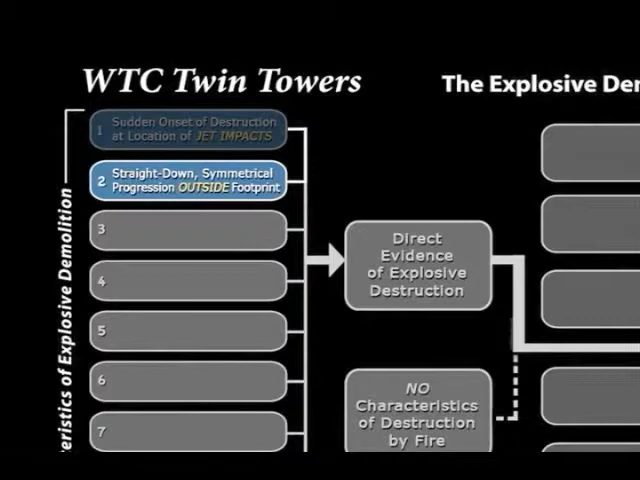 WTC Twin Towers
The Explosive De
1 Sudden Onset of Destruction
at Location of JET IMPACTS
2 Straight-Down, Symmetrical
Progression OUTSIDE Footprint
3
4
5
6
7
eristics of Explosive Demolition
Direct
Evidence
of Explosive
Destruction
NO
Characteristics
of Destruction
by Fire